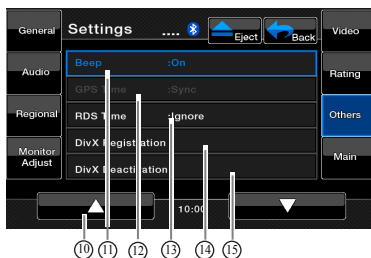 General
Settings .... Eject Back
Video
Audio
Beep :On
Rating
GPS Time :Sync
Regional
RDS Time :Ignore
Others
DivX Registration
Monitor Adjust
DivX Deactivation
Main
10:00
10 11 12 13 14 15